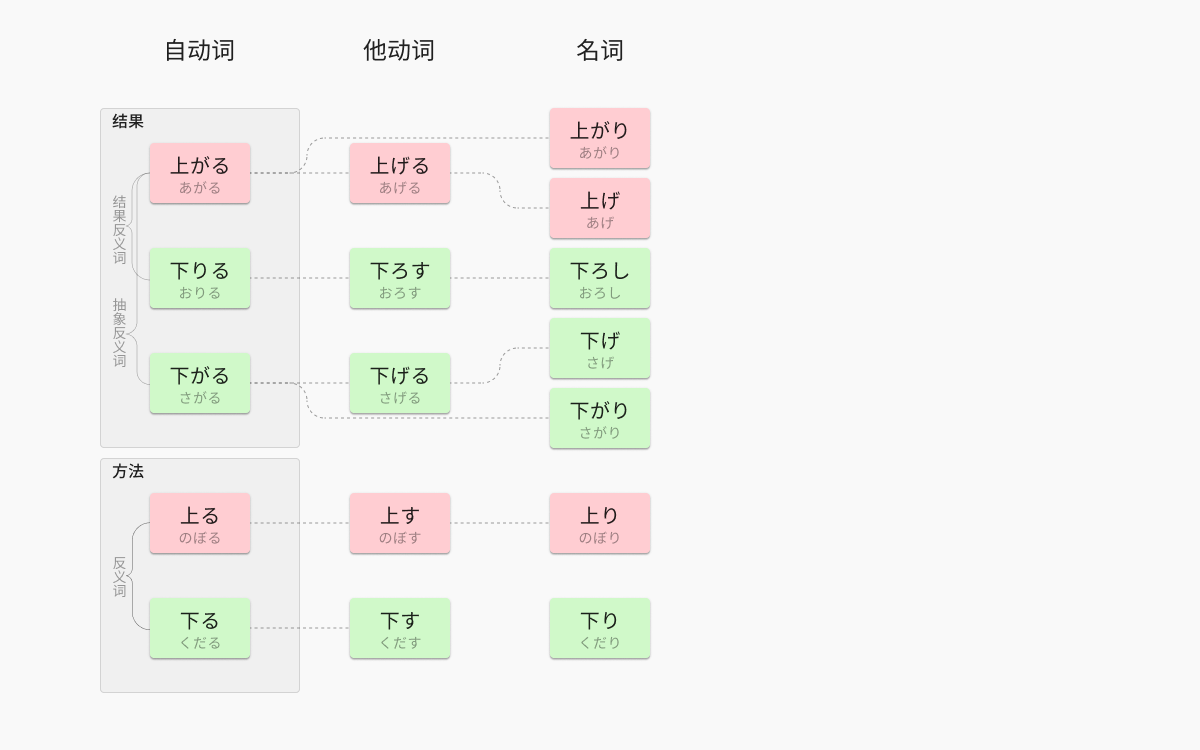 自动词
他动词
名词
结果
上がる
あがる
上げる
あげる
上がり
あがり
上げ
あげ
结果反义词
下りる
おりる
下ろす
おろす
下ろし
おろし
抽象反义词
下がる
さがる
下げる
さげる
下げ
さげ
下がり
さがり
方法
上る
のぼる
上す
のぼす
上り
のぼり
反义词
下る
くだる
下す
くだす
下り
くだり